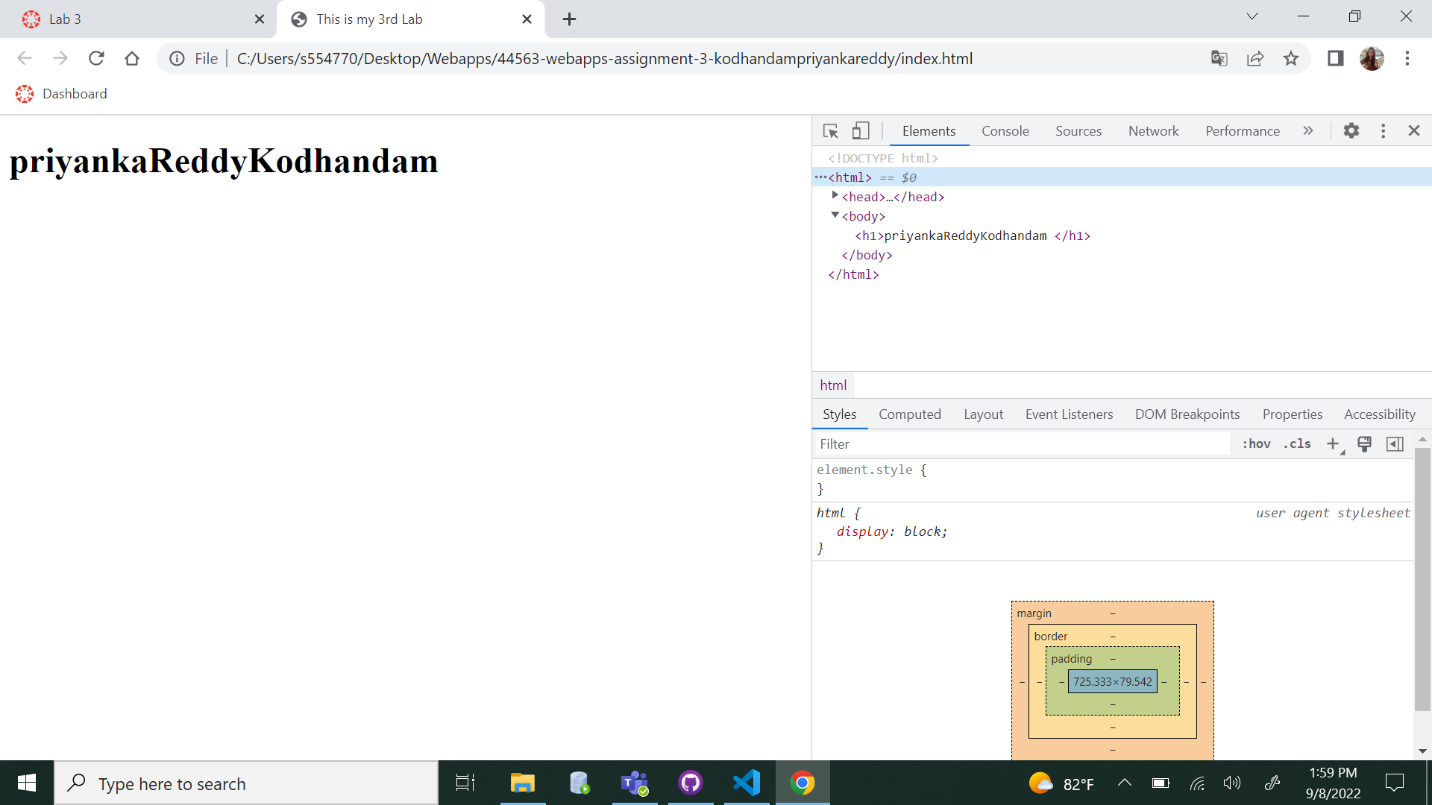 Lab 3
This is my 3rd Lab
File
C:/Users/s554770/Desktop/Webapps/44563-webapps-assignment-3-kodhandampriyankareddy/index.html
Dashboard
priyankaReddyKodhandam
Elements Console Sources Network Performance »
<!DOCTYPE html>
···<html> == $0
<head>…</head>
<body>
<h1>priyankaReddyKodhandam </h1>
</body>
</html>
html
Styles Computed Layout Event Listeners DOM Breakpoints Properties Accessibility
Filter :hov .cls +
element.style {
}
html { user agent stylesheet
display: block;
}
margin –
border –
padding –
– – – 725.333×79.542 – – –
–
–
–
Type here to search
82°F
1:59 PM
9/8/2022